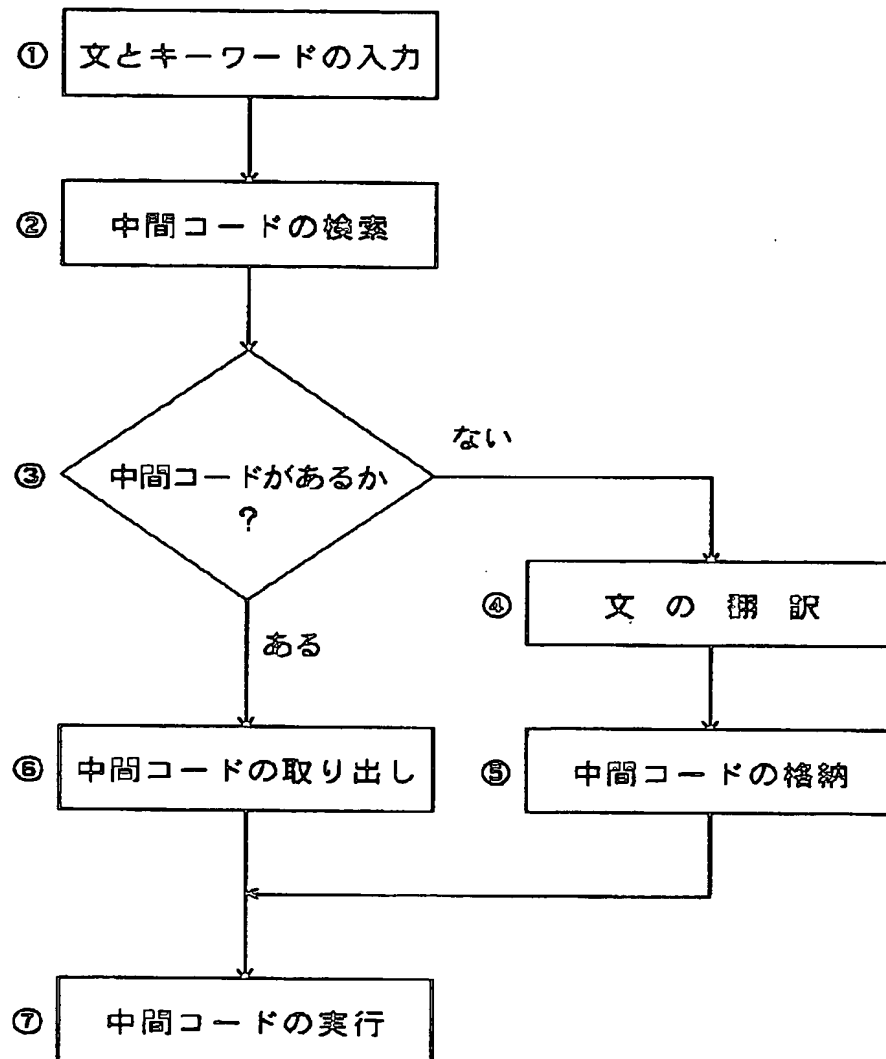 ① 文とキーワードの入力
② 中間コードの検索
③ 中間コードがあるか
?
ない
④ 文の翻訳
ある
⑥ 中間コードの取り出し
⑤ 中間コードの格納
⑦ 中間コードの実行